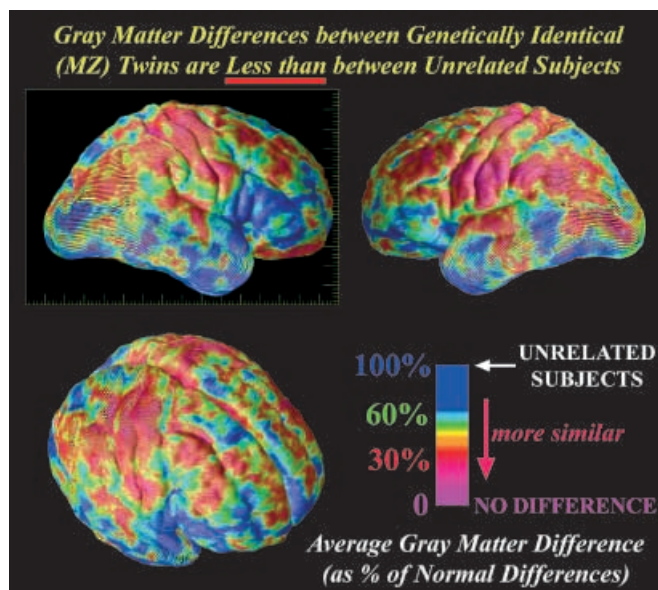 Gray Matter Differences between Genetically Identical
(MZ) Twins are Less than between Unrelated Subjects
100%
UNRELATED
SUBJECTS
60%
more similar
30%
0
NO DIFFERENCE
Average Gray Matter Difference
(as % of Normal Differences)